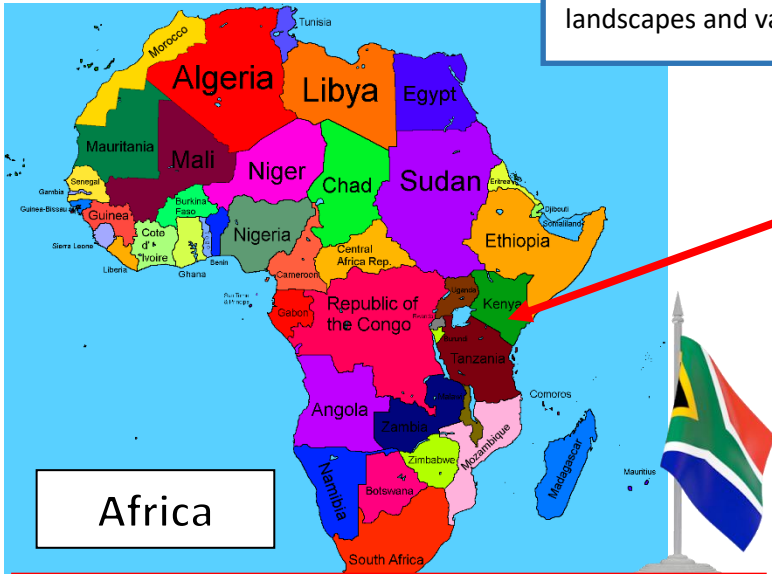 landscapes and va
Tunisia
Morocco
Algeria
Libya
Egypt
Mauritania
Mali
Niger
Chad
Sudan
Eritrea
Senegal
Gambia
Guinea-Bissau
Guinea
Burkina
Faso
Djibouti
Somaliland
Sierra Leone
Cote
d'
Ivoire
Nigeria
Ethiopia
Liberia
Ghana
Benin
Central
Africa Rep.
Cameroon
Uganda
Kenya
Gabon
Republic of
the Congo
Burundi
Tanzania
Comoros
Angola
Zambia
Mozambique
Zimbabwe
Madagascar
Mauritius
Namibia
Botswana
South Africa
Africa